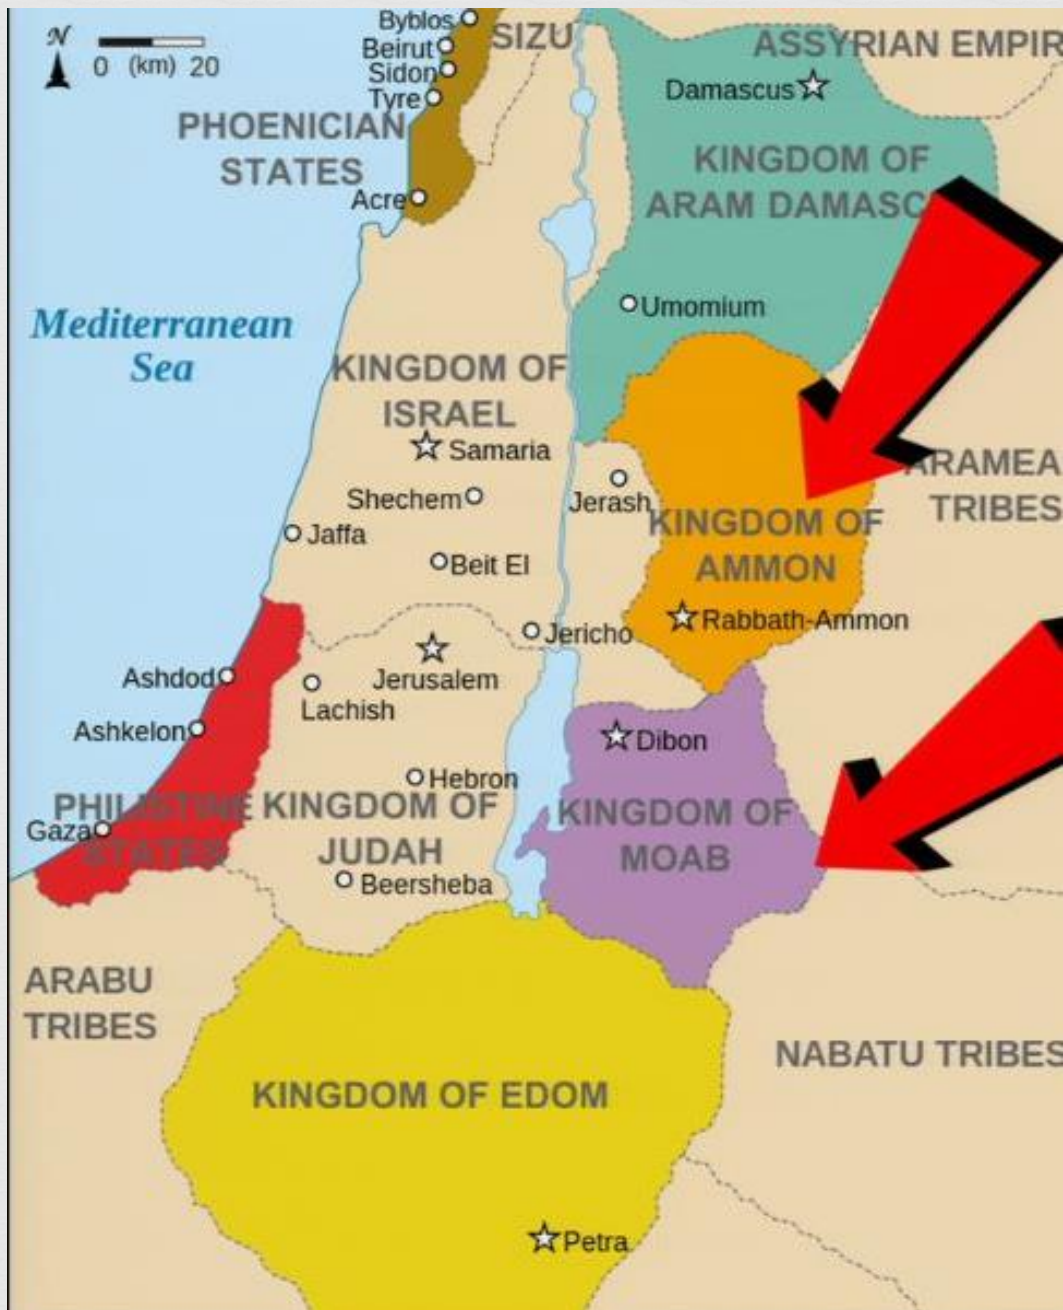 Byblos
SIZU
N
Beirut
ASSYRIAN EMPIR
0 (km) 20
Sidon
Damascus
Tyre
PHOENICIAN
STATES
KINGDOM OF
ARAM DAMASC
Acre
Umomium
Mediterranean
Sea
KINGDOM OF
ISRAEL
Samaria
ARAMEA
TRIBES
Shechem
Jerash
KINGDOM OF
AMMON
Jaffa
Beit El
Rabbath-Ammon
Jericho
Jerusalem
Ashdod
Lachish
Ashkelon
Dibon
Hebron
PHILISTINE
STATES
KINGDOM OF
JUDAH
KINGDOM OF
MOAB
Gaza
Beersheba
ARABU
TRIBES
NABATU TRIBES
KINGDOM OF EDOM
Petra